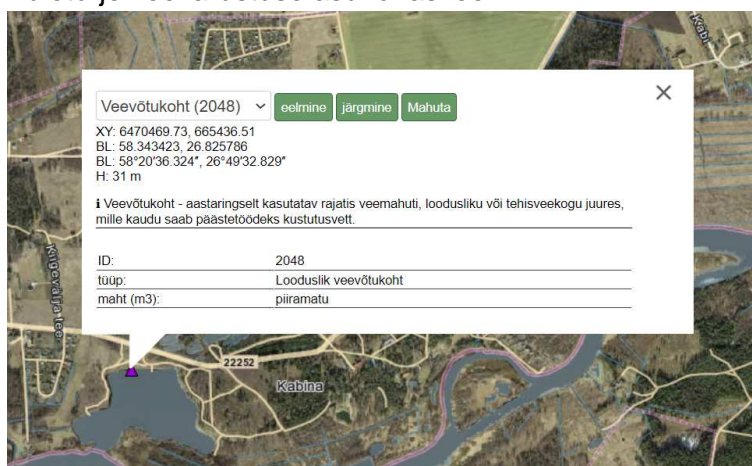 Kabi
Veevõtukoht (2048)
eelmine
järgmine
Mahuta
XY: 6470469.73, 665436.51
BL: 58.343423, 26.825786
BL: 58°20'36.324", 26°49'32.829"
H: 31 m
i Veevõtukoht - aastaringselt kasutatav rajatis veemahuti, loodusliku või tehisveekogu juures,
mille kaudu saab päästetöödeks kustutusvett.
ID: 2048
tüüp: Looduslik veevõtukoht
maht (m3): piiramatu
22252
Kabina